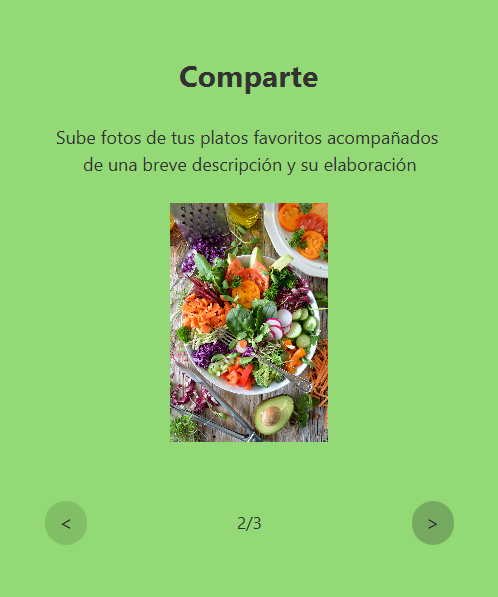 Comparte
Sube fotos de tus platos favoritos acompañados
de una breve descripción y su elaboración
< 2/3 >